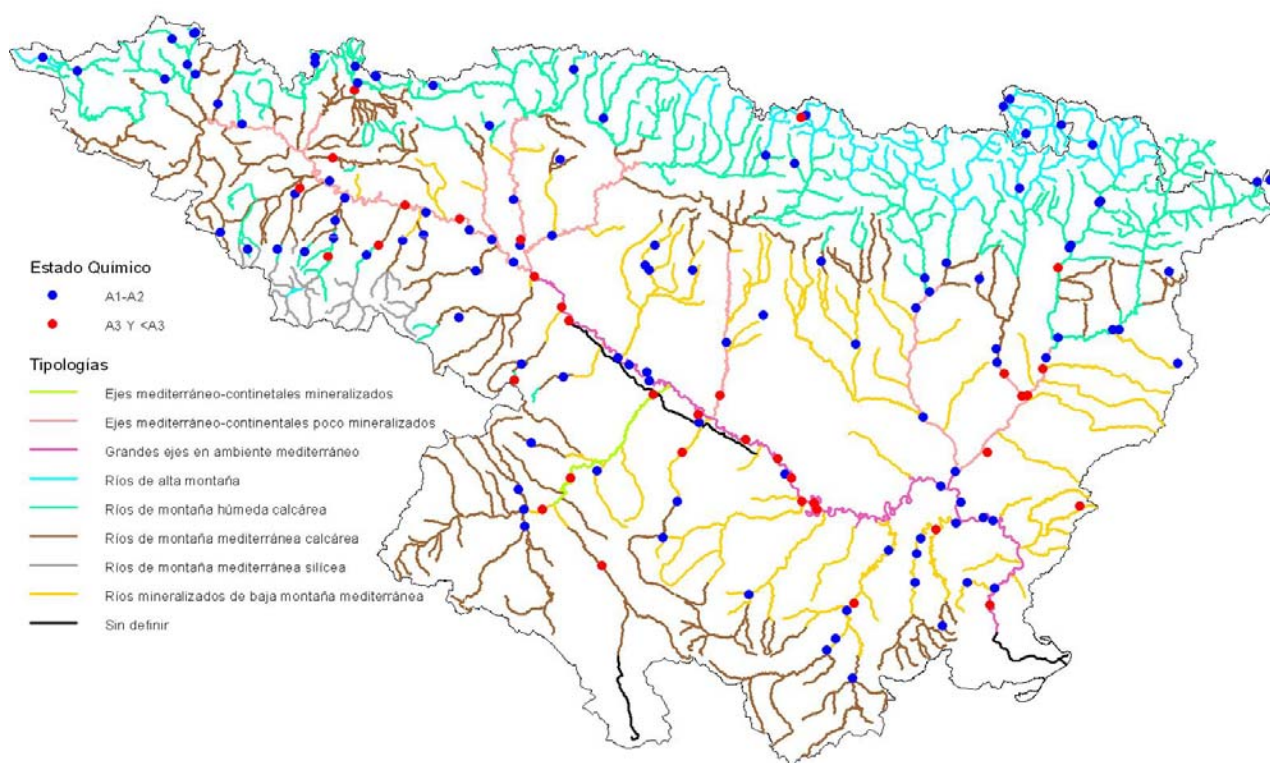 Estado Químico
A1-A2
A3 Y <A3
Tipologías
Ejes mediterráneo-continetales mineralizados
Ejes mediterráneo-continentales poco mineralizados
Grandes ejes en ambiente mediterráneo
Ríos de alta montaña
Ríos de montaña húmeda calcárea
Ríos de montaña mediterránea calcárea
Ríos de montaña mediterránea silícea
Ríos mineralizados de baja montaña mediterránea
Sin definir